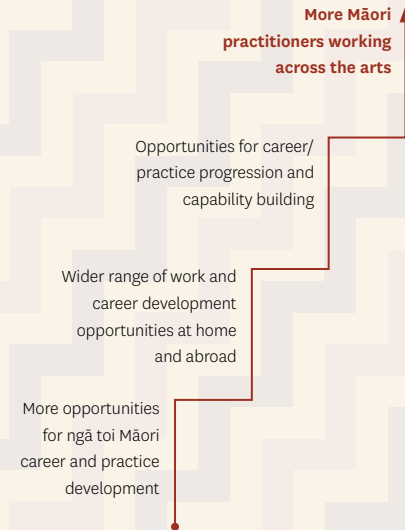 More Māori
practitioners working
across the arts
Opportunities for career/
practice progression and
capability building
Wider range of work and
career development
opportunities at home
and abroad
More opportunities
for ngā toi Māori
career and practice
development